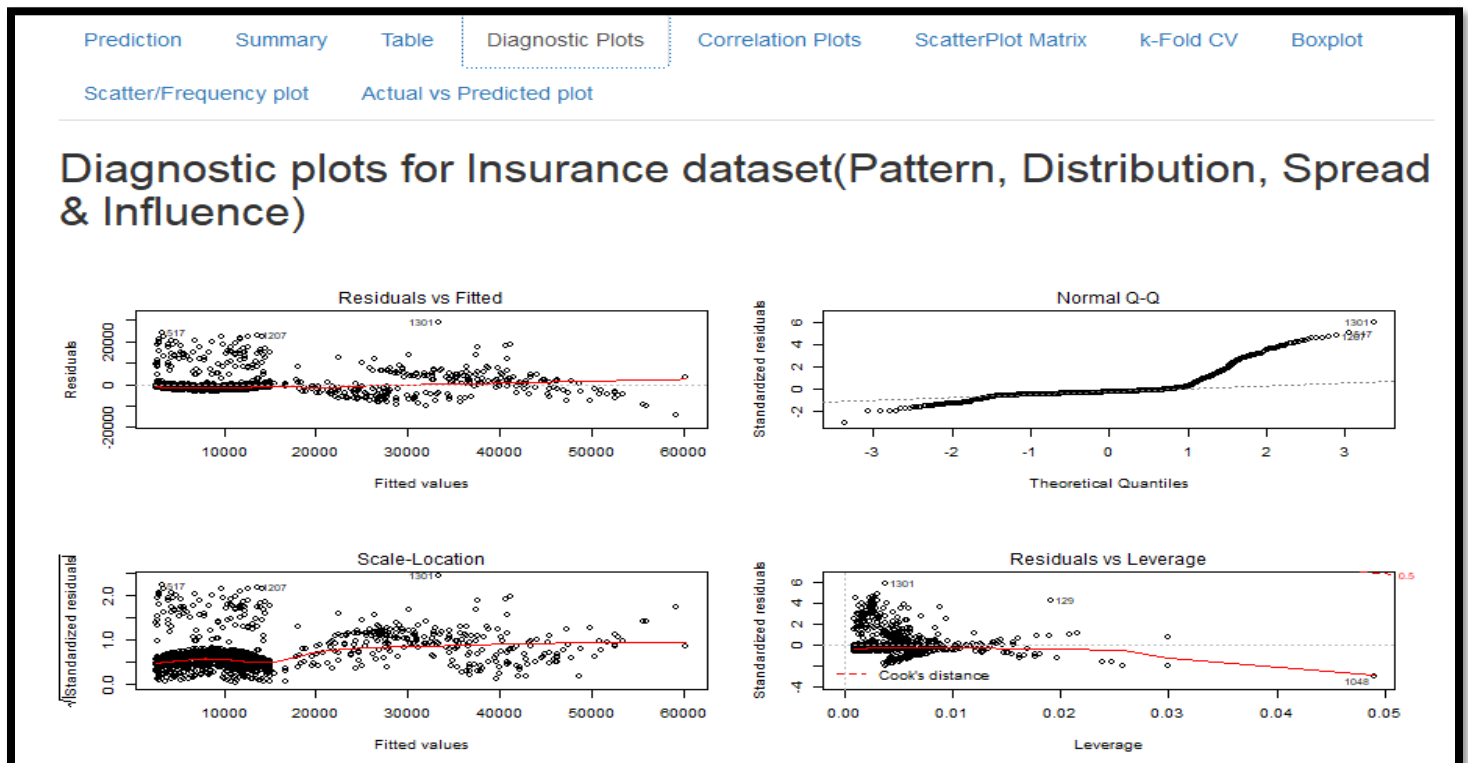 Prediction Summary Table Diagnostic Plots Correlation Plots ScatterPlot Matrix k-Fold CV Boxplot
Scatter/Frequency plot Actual vs Predicted plot
Diagnostic plots for Insurance dataset(Pattern, Distribution, Spread
& Influence)
Residuals vs Fitted
Residuals
20000
0
-20000
517
1207
1301
10000 20000 30000 40000 50000 60000
Fitted values
Normal Q-Q
Standardized residuals
6
4
2
0
-2
1301
-3 -2 -1 0 1 2 3
Theoretical Quantiles
Scale-Location
√|Standardized residuals|
2.0
1.0
0.0
517
1207
1301
10000 20000 30000 40000 50000 60000
Fitted values
Residuals vs Leverage
Standardized residuals
6
4
2
0
-4
1301
129
1048
0.5
Cook's distance
0.00 0.01 0.02 0.03 0.04 0.05
Leverage